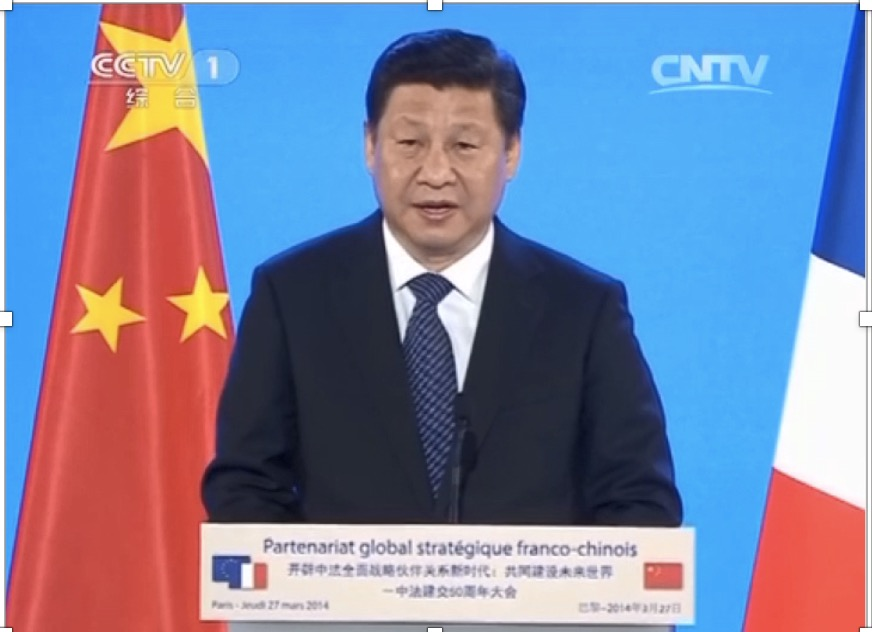 CCTV 1
综合
CNTV
Partenariat global stratégique franco-chinois
开辟中法全面战略伙伴关系新时代：共同建设未来世界
—中法建交50周年大会
Paris - Jeudi 27 mars 2014
巴黎-2014年3月27日